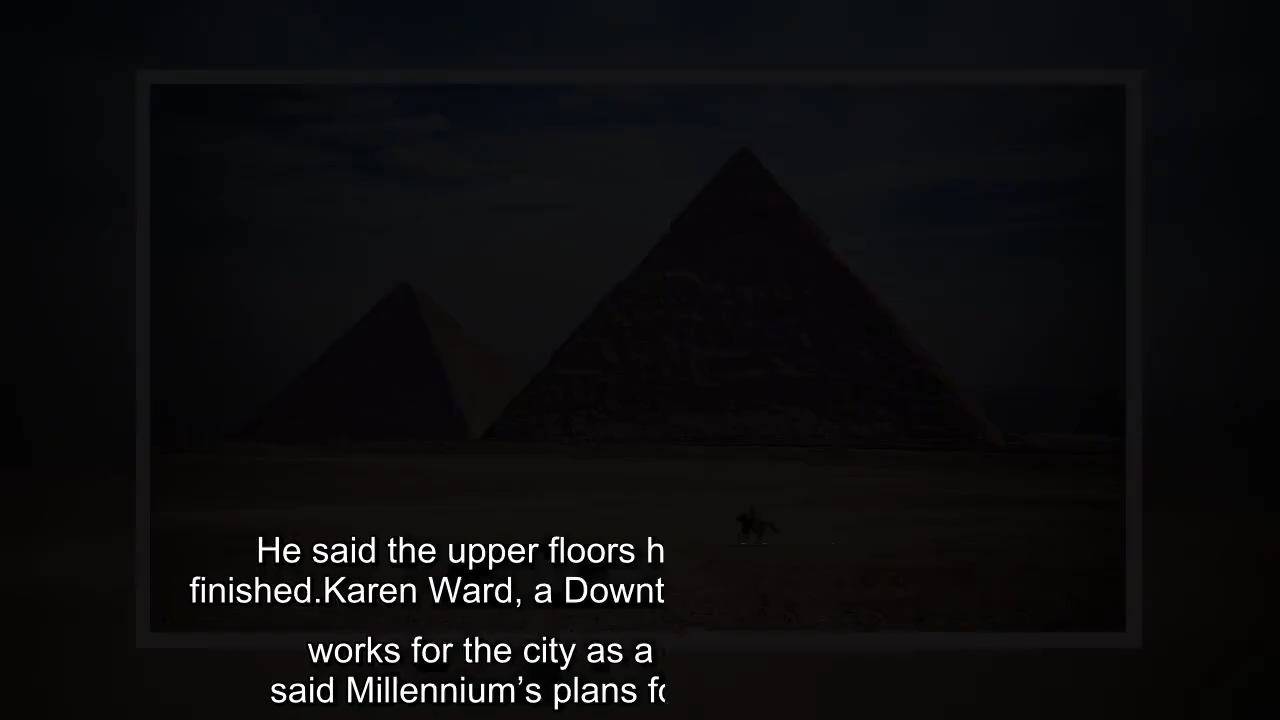 He said the upper floors h
finished.Karen Ward, a Downt
works for the city as a
said Millennium’s plans fo